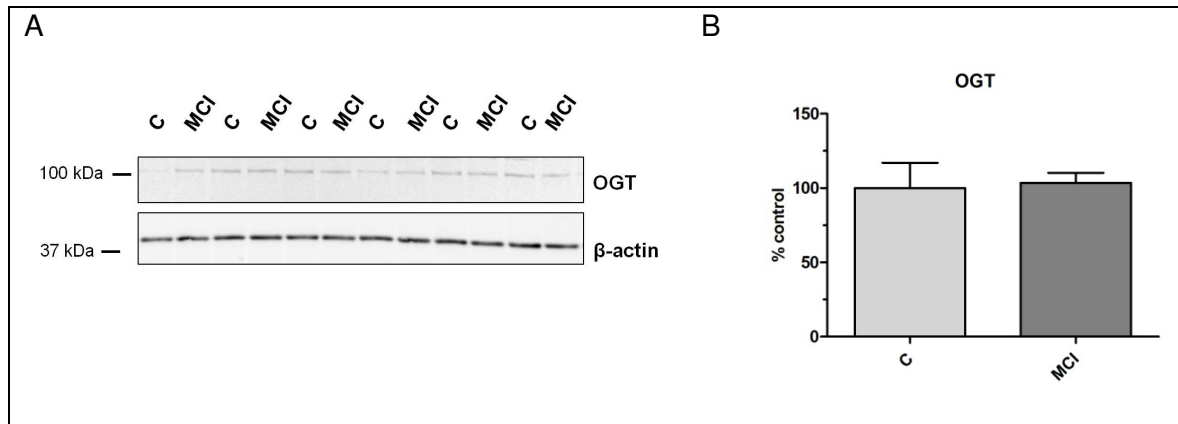 A
C MCI C MCI C MCI C MCI C MCI C MCI
100 kDa
OGT
37 kDa
β-actin
B
OGT
150
100
50
0
% control
C MCI